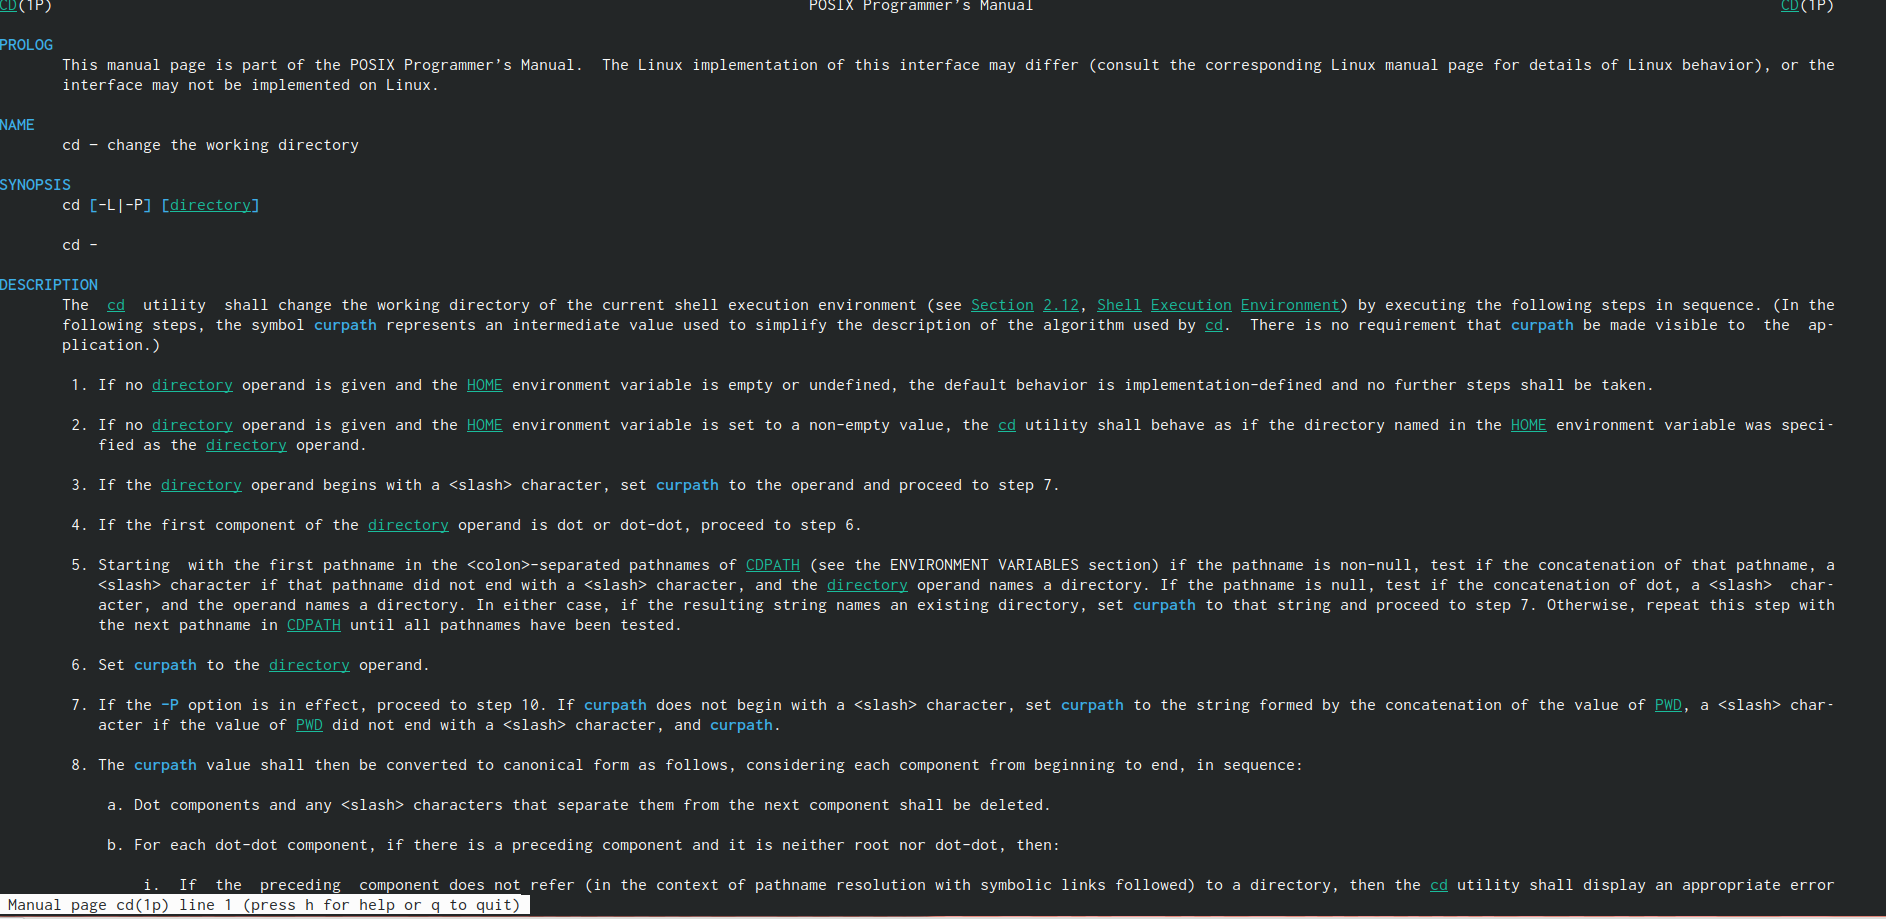 CD(1P) POSIX Programmer’s Manual CD(1P)
PROLOG
This manual page is part of the POSIX Programmer’s Manual. The Linux implementation of this interface may differ (consult the corresponding Linux manual page for details of Linux behavior), or the
interface may not be implemented on Linux.
NAME
cd — change the working directory
SYNOPSIS
cd [-L|-P] [directory]
cd -
DESCRIPTION
The cd utility shall change the working directory of the current shell execution environment (see Section 2.12, Shell Execution Environment) by executing the following steps in sequence. (In the
following steps, the symbol curpath represents an intermediate value used to simplify the description of the algorithm used by cd. There is no requirement that curpath be made visible to the ap-
plication.)
1. If no directory operand is given and the HOME environment variable is empty or undefined, the default behavior is implementation-defined and no further steps shall be taken.
2. If no directory operand is given and the HOME environment variable is set to a non-empty value, the cd utility shall behave as if the directory named in the HOME environment variable was speci-
fied as the directory operand.
3. If the directory operand begins with a <slash> character, set curpath to the operand and proceed to step 7.
4. If the first component of the directory operand is dot or dot-dot, proceed to step 6.
5. Starting with the first pathname in the <colon>-separated pathnames of CDPATH (see the ENVIRONMENT VARIABLES section) if the pathname is non-null, test if the concatenation of that pathname, a
<slash> character if that pathname did not end with a <slash> character, and the directory operand names a directory. If the pathname is null, test if the concatenation of dot, a <slash> char-
acter, and the operand names a directory. In either case, if the resulting string names an existing directory, set curpath to that string and proceed to step 7. Otherwise, repeat this step with
the next pathname in CDPATH until all pathnames have been tested.
6. Set curpath to the directory operand.
7. If the -P option is in effect, proceed to step 10. If curpath does not begin with a <slash> character, set curpath to the string formed by the concatenation of the value of PWD, a <slash> char-
acter if the value of PWD did not end with a <slash> character, and curpath.
8. The curpath value shall then be converted to canonical form as follows, considering each component from beginning to end, in sequence:
a. Dot components and any <slash> characters that separate them from the next component shall be deleted.
b. For each dot-dot component, if there is a preceding component and it is neither root nor dot-dot, then:
i. If the preceding component does not refer (in the context of pathname resolution with symbolic links followed) to a directory, then the cd utility shall display an appropriate error
Manual page cd(1p) line 1 (press h for help or q to quit)